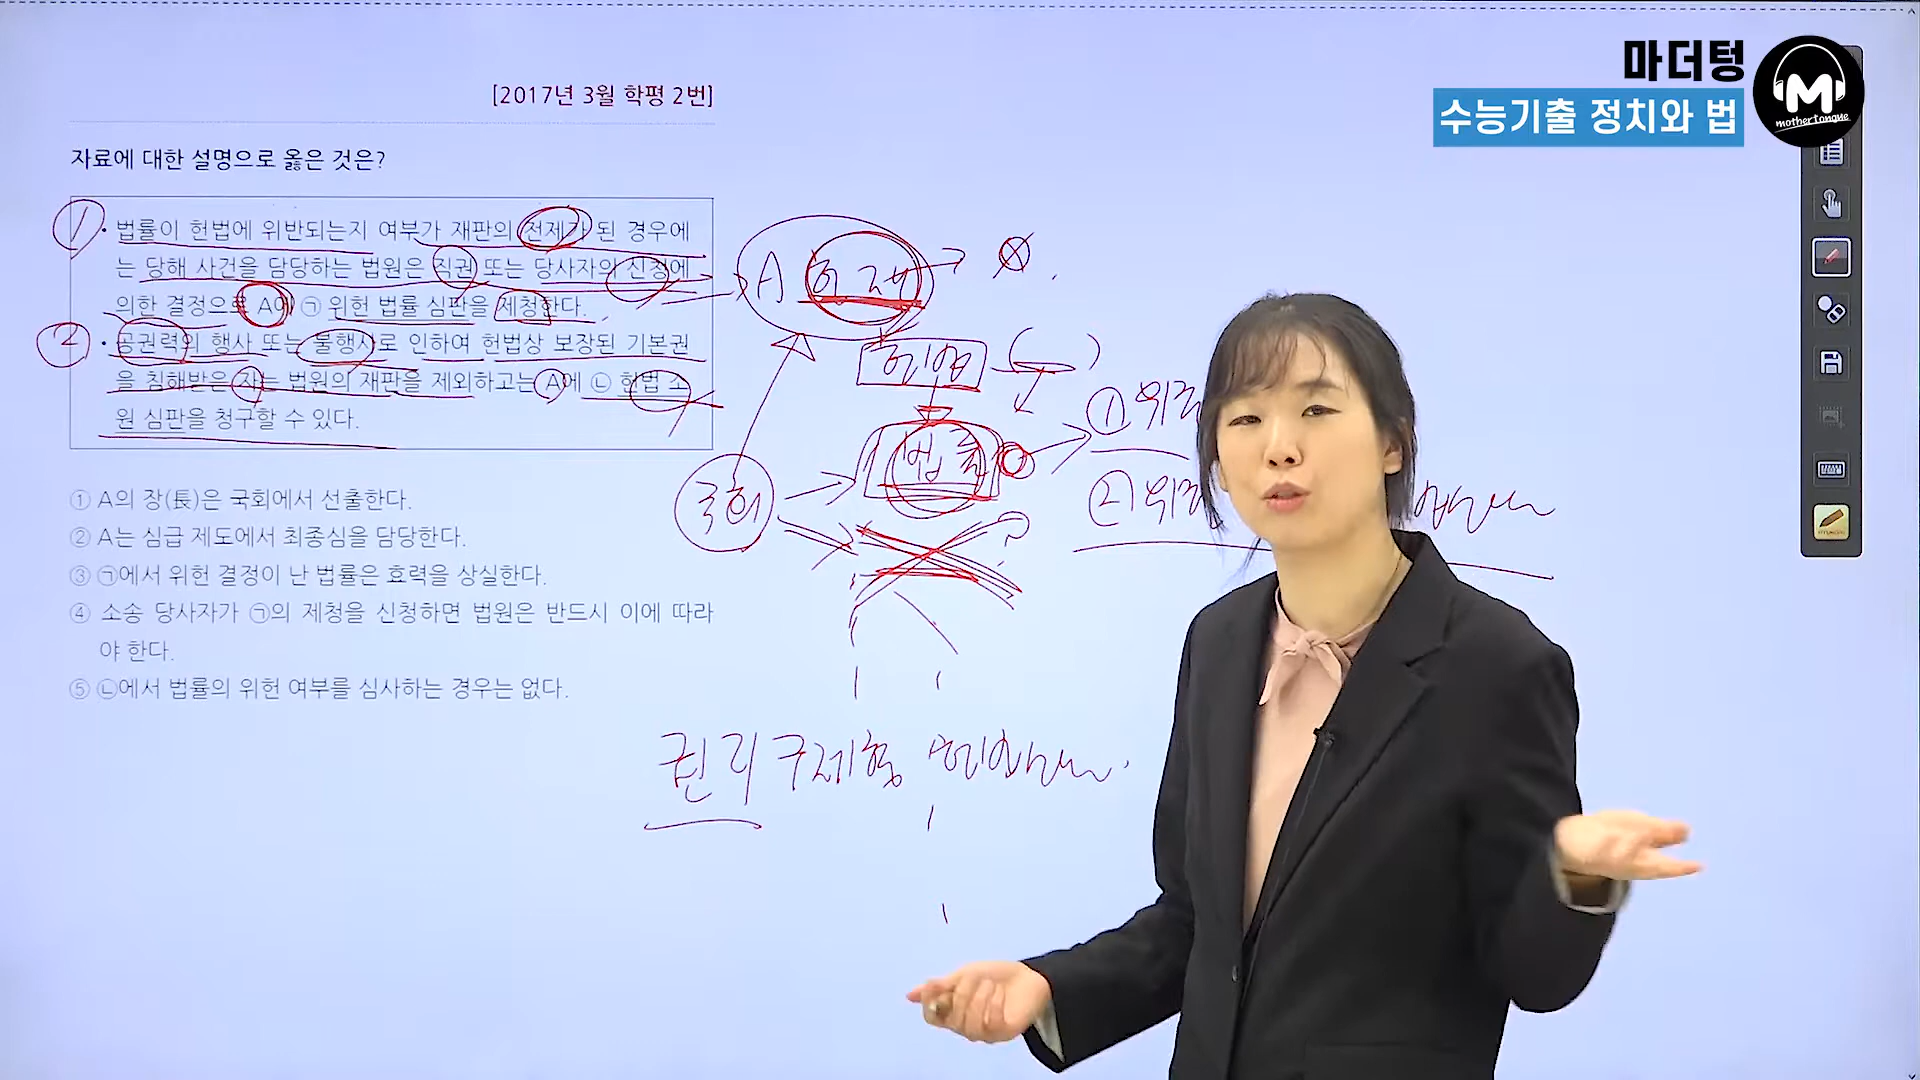 마더텅
수능기출 정치와 법
mothertongue
[2017년 3월 학평 2번]
자료에 대한 설명으로 옳은 것은?
1 • 법률이 헌법에 위반되는지 여부가 재판의 전제가 된 경우에
는 당해 사건을 담당하는 법원은 직권 또는 당사자의 신청에
의한 결정으로 A에 ㉠ 위헌 법률 심판을 제청한다.
2 • 공권력의 행사 또는 불행사로 인하여 헌법상 보장된 기본권
을 침해받은 자는 법원의 재판을 제외하고는 A에 ㉡ 헌법 소
원 심판을 청구할 수 있다.
① A의 장(長)은 국회에서 선출한다.
② A는 심급 제도에서 최종심을 담당한다.
③ ㉠에서 위헌 결정이 난 법률은 효력을 상실한다.
④ 소송 당사자가 ㉠의 제청을 신청하면 법원은 반드시 이에 따라
야 한다.
⑤ ㉡에서 법률의 위헌 여부를 심사하는 경우는 없다.
A 헌재
헌법
법률
국회
① 위
② 위
?
권리구제형